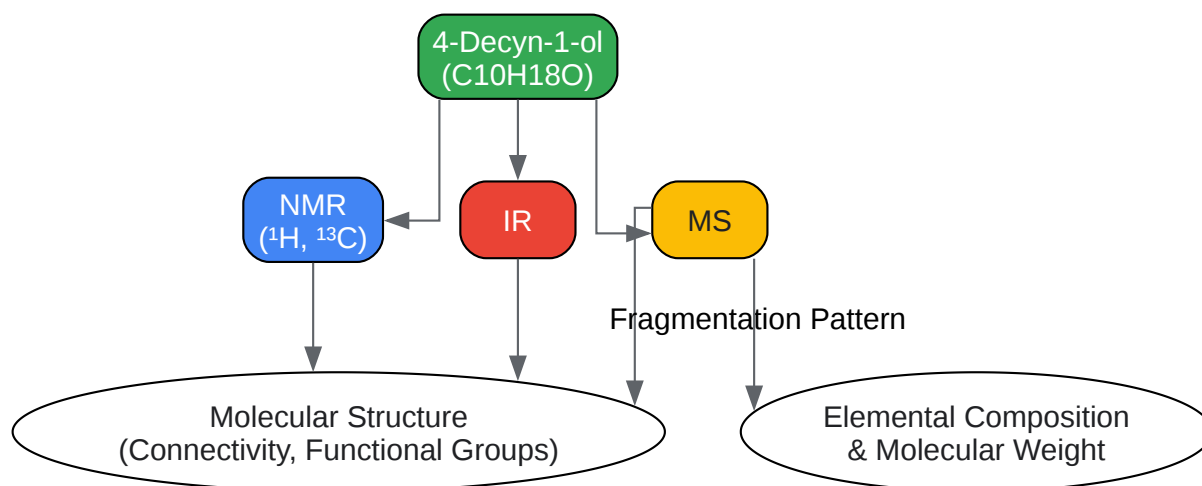 4-Decyn-1-ol
(C10H18O)
NMR
(¹H, ¹³C)
IR
MS
Fragmentation Pattern
Molecular Structure
(Connectivity, Functional Groups)
Elemental Composition
& Molecular Weight